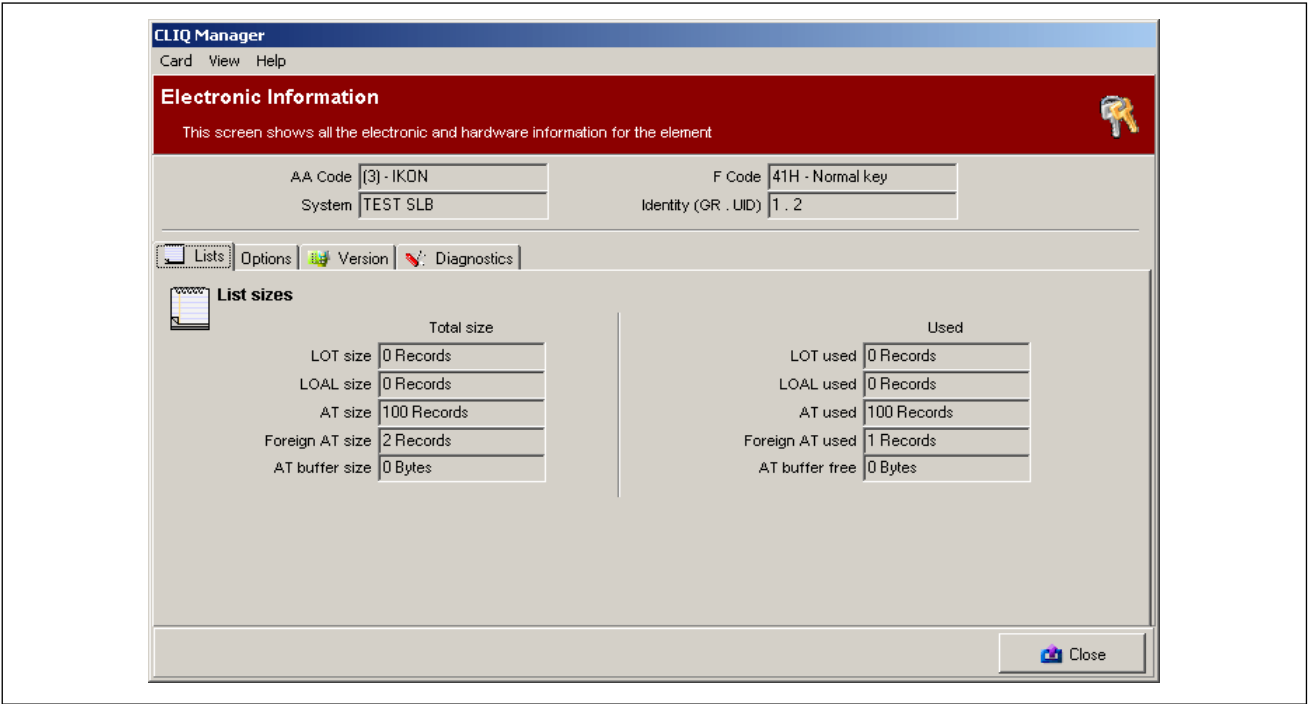 CLIQ Manager
Card View Help
Electronic Information
This screen shows all the electronic and hardware information for the element
AA Code (3) - IKON F Code 41H - Normal key
System TEST SLB Identity (GR . UID) 1 . 2
Lists Options Version Diagnostics
List sizes
Total size Used
LOT size 0 Records LOT used 0 Records
LOAL size 0 Records LOAL used 0 Records
AT size 100 Records AT used 100 Records
Foreign AT size 2 Records Foreign AT used 1 Records
AT buffer size 0 Bytes AT buffer free 0 Bytes
Close